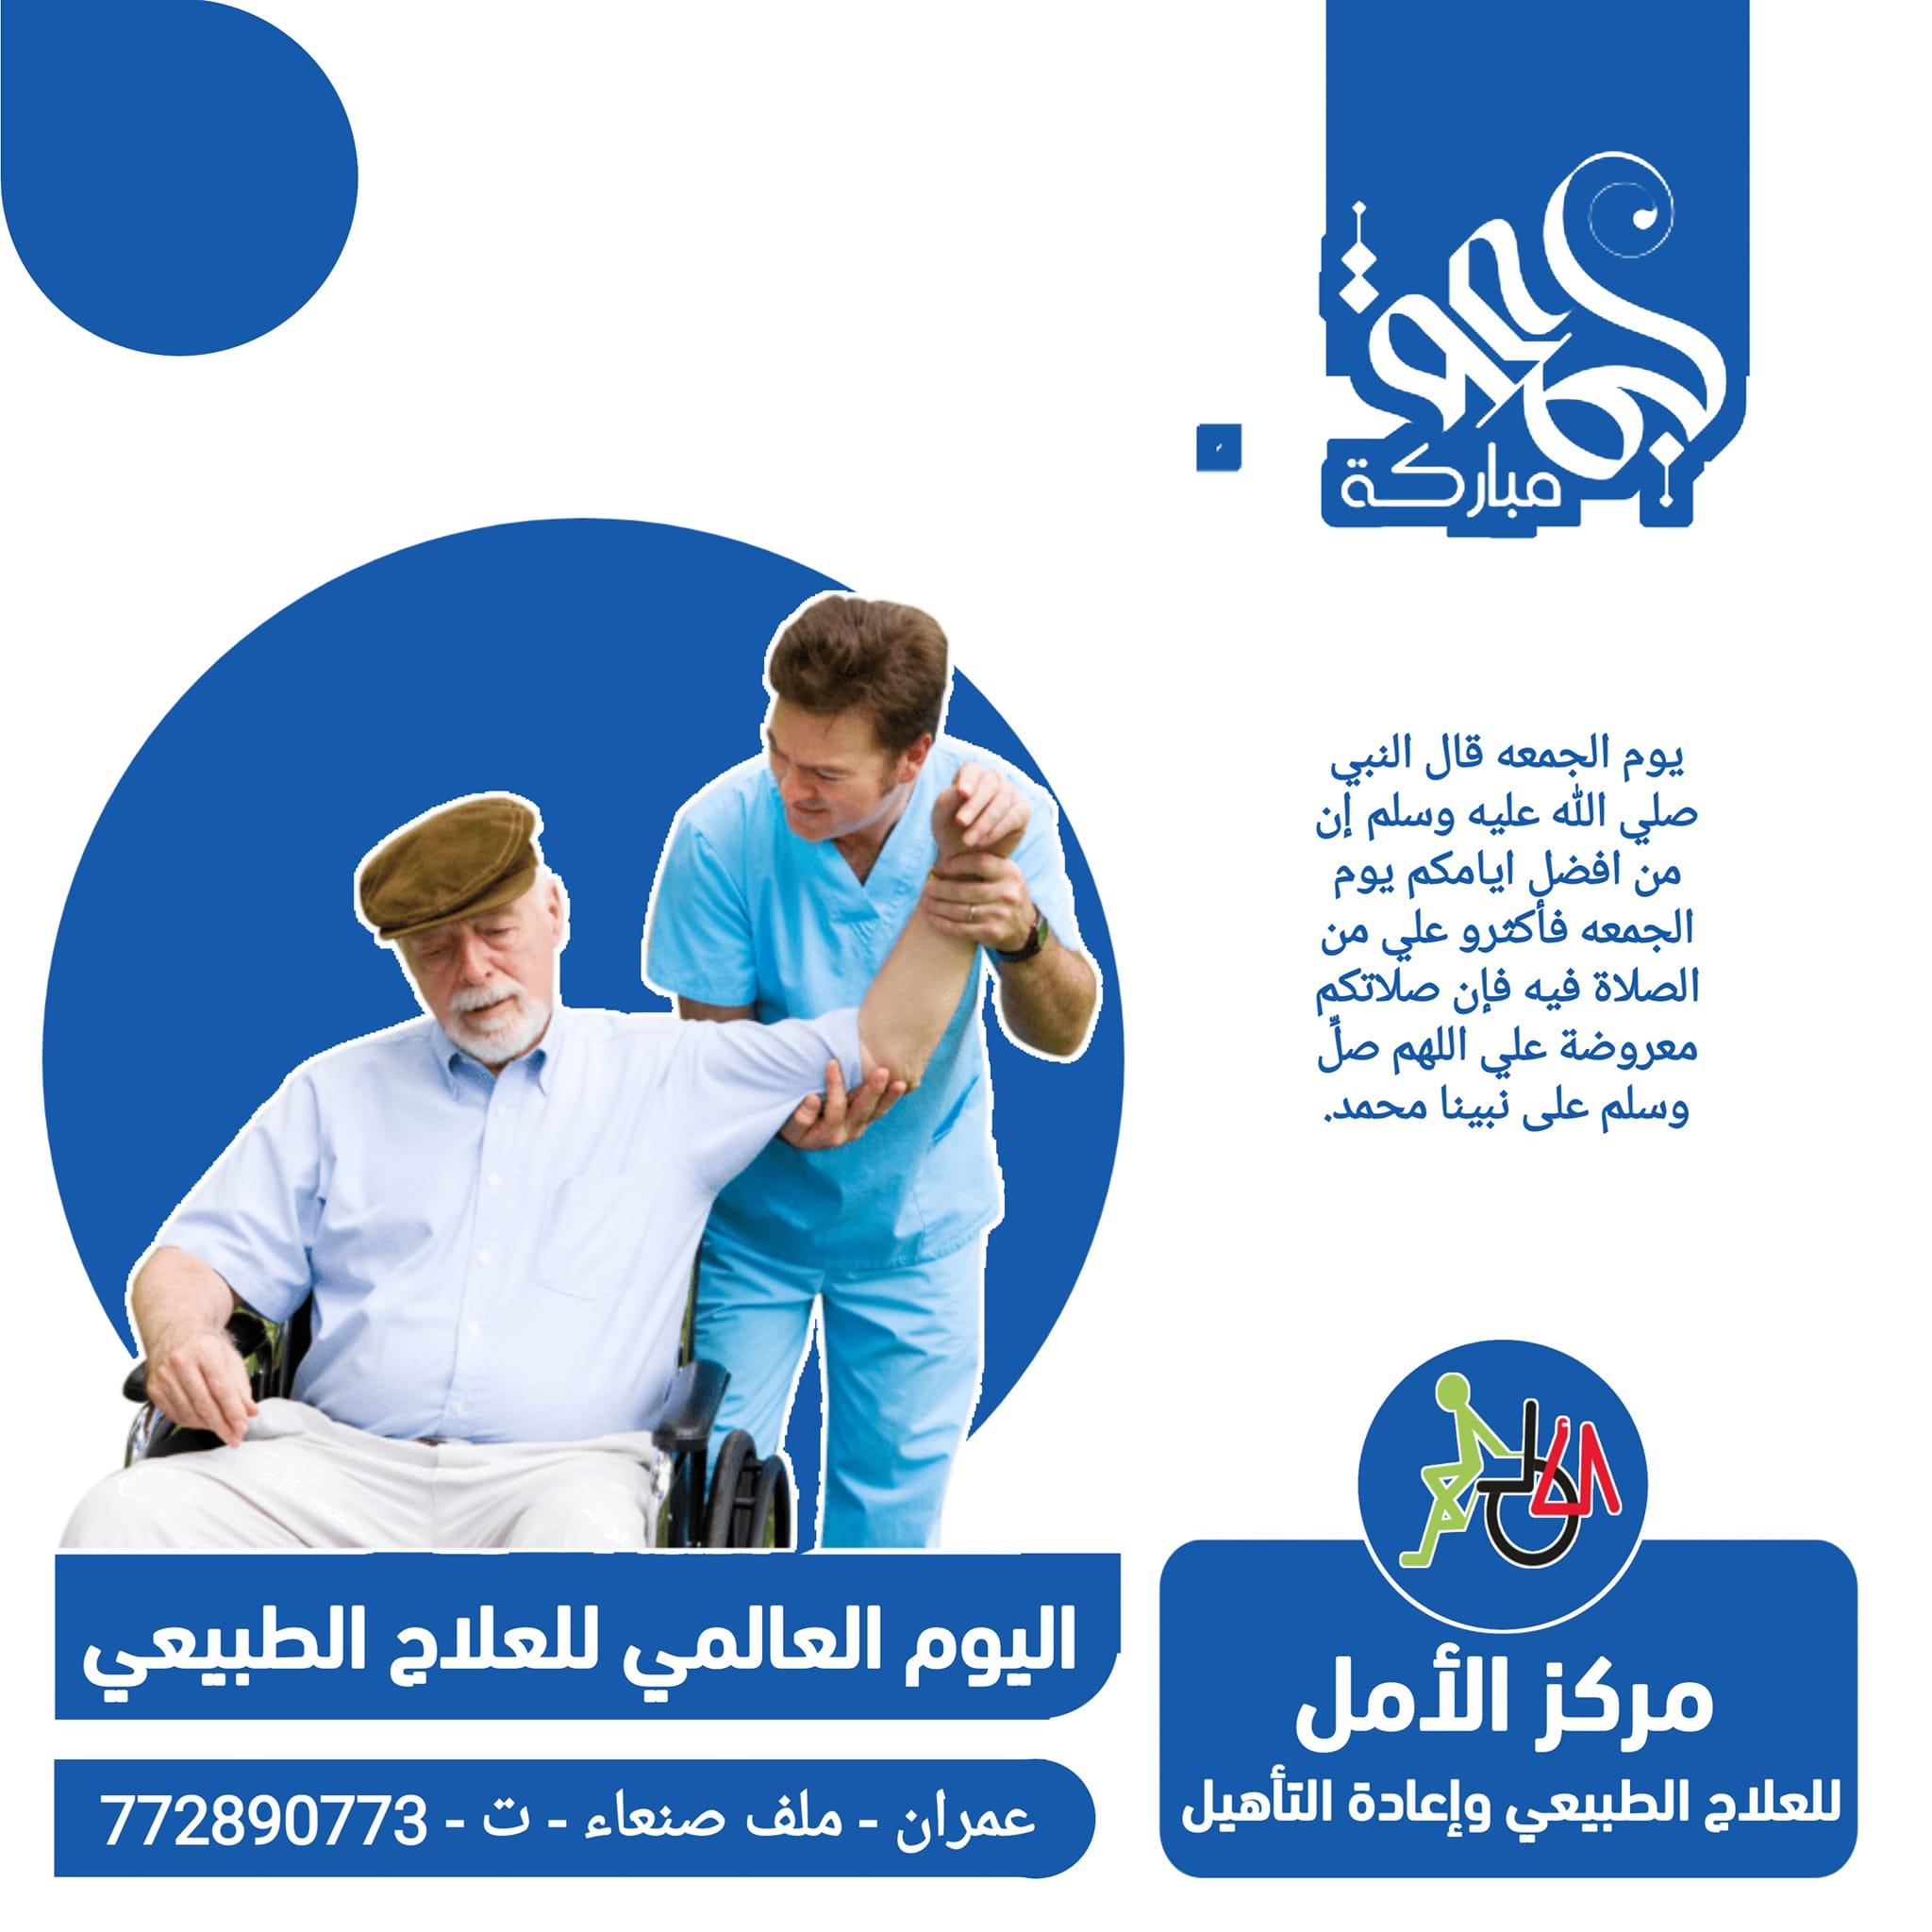 جمعة
مباركة
يوم الجمعه قال النبي
صلي الله عليه وسلم إن
من افضل ايامكم يوم
الجمعه فأكثرو علي من
الصلاة فيه فإن صلاتكم
معروضة علي اللهم صلِّ
وسلم على نبينا محمد.
الأمل
مركز الأمل
للعلاج الطبيعي وإعادة التأهيل
اليوم العالمي للعلاج الطبيعي
عمران - ملف صنعاء - ت - 772890773